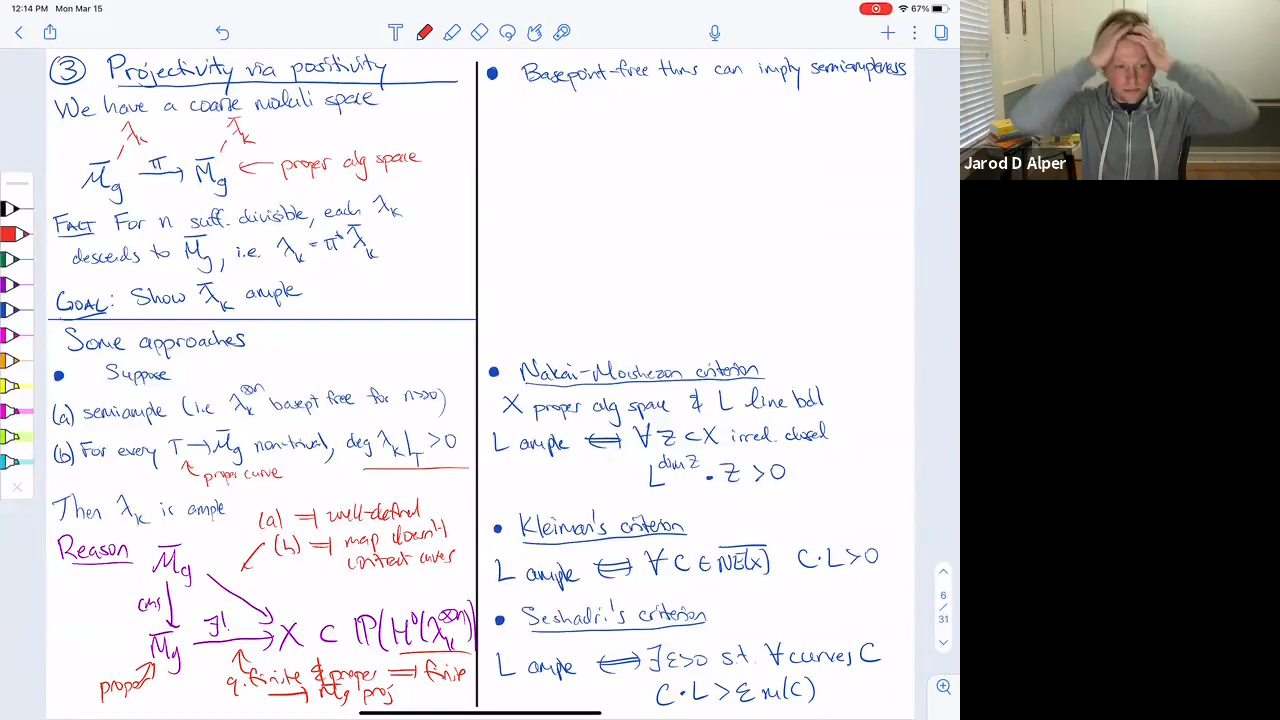 12:14 PM Mon Mar 15
67%
③ Projectivity via positivity
We have a coarse moduli space
λ_k λ̄_k
M̄_g →^π M̄_g ← proper alg space
FACT For n suff. divisible, each λ_k
descends to M̄_g, i.e. λ_k = π* λ̄_k
GOAL: Show λ̄_k ample
Some approaches
• Suppose
(a) semiample (i.e λ_k^{⊗n} basept free for n>>0)
(b) For every T → M̄_g non-trivial, deg λ_k|_T > 0
proper curve
Then λ_k is ample
(a) ⇒ well-defined
(b) ⇒ map doesn't
contract curves
Reason
M̄_g
cms
M̄_g ∃! → X ⊂ P(H⁰(λ_k^{⊗n}))
proper
q. finite & proper ⇒ finite
→ M̄_g proj
• Basepoint-free thms can imply semiampleness
• Nakai-Moishezon criterion
X proper alg space & L line bdl
L ample ⟺ ∀ Z ⊂ X irred. closed
L^{dim Z} · Z > 0
• Kleiman's criterion
L ample ⟺ ∀ C ∈ N̄Ē(X) C·L > 0
• Seshadri's criterion
L ample ⟺ ∃ ε>0 s.t. ∀ curves C
C·L > ε m(C)
6
/
31
Jarod D Alper